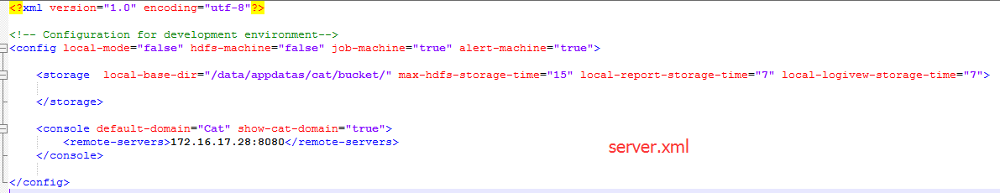 <?xml version="1.0" encoding="utf-8"?>
<!-- Configuration for development environment-->
<config local-mode="false" hdfs-machine="false" job-machine="true" alert-machine="true">
<storage  local-base-dir="/data/appdatas/cat/bucket/" max-hdfs-storage-time="15" local-report-storage-time="7" local-logivew-storage-time="7">
</storage>
<console default-domain="Cat" show-cat-domain="true">
<remote-servers>172.16.17.28:8080</remote-servers>
server.xml
</console>
</config>